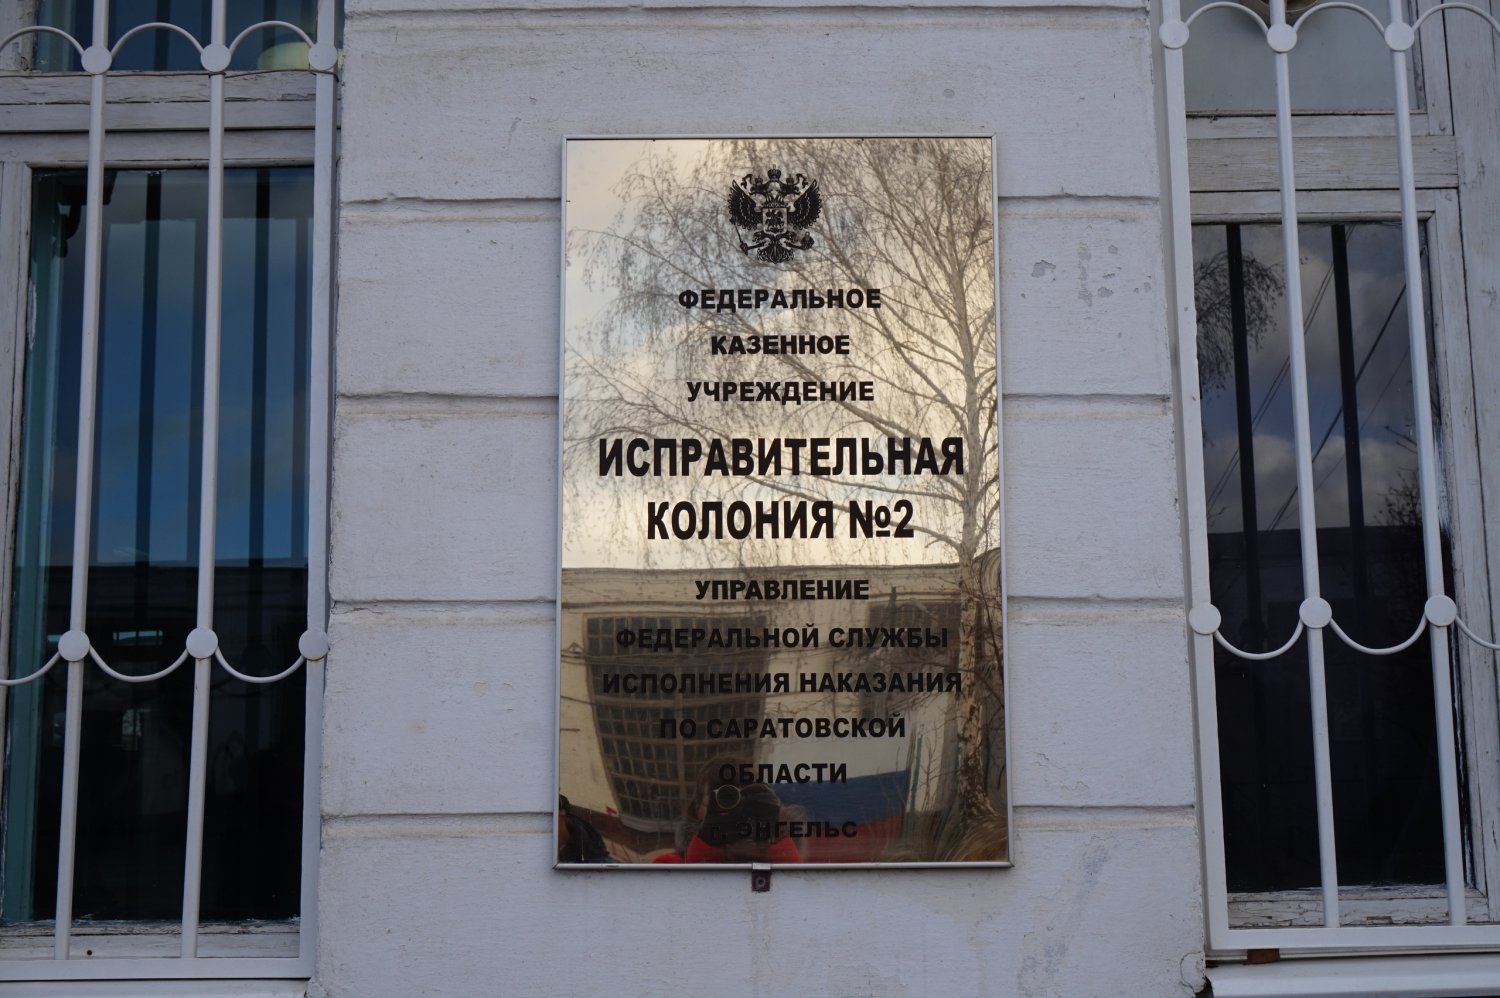 ФЕДЕРАЛЬНОЕ
КАЗЕННОЕ
УЧРЕЖДЕНИЕ
ИСПРАВИТЕЛЬНАЯ
КОЛОНИЯ №2
УПРАВЛЕНИЕ
ФЕДЕРАЛЬНОЙ СЛУЖБЫ
ИСПОЛНЕНИЯ НАКАЗАНИЯ
ПО САРАТОВСКОЙ
ОБЛАСТИ
г. ЭНГЕЛЬС